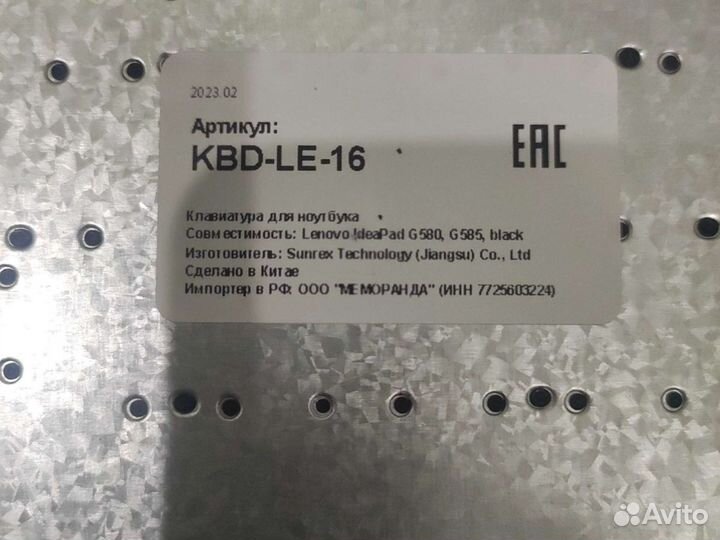 2023.02
Артикул:
KBD-LE-16
EAC
Клавиатура для ноутбука
Совместимость: Lenovo IdeaPad G580, G585, black
Изготовитель: Sunrex Technology (Jiangsu) Co., Ltd
Сделано в Китае
Импортер в РФ: ООО "МЕМОРАНДА" (ИНН 7725603224)
Avito